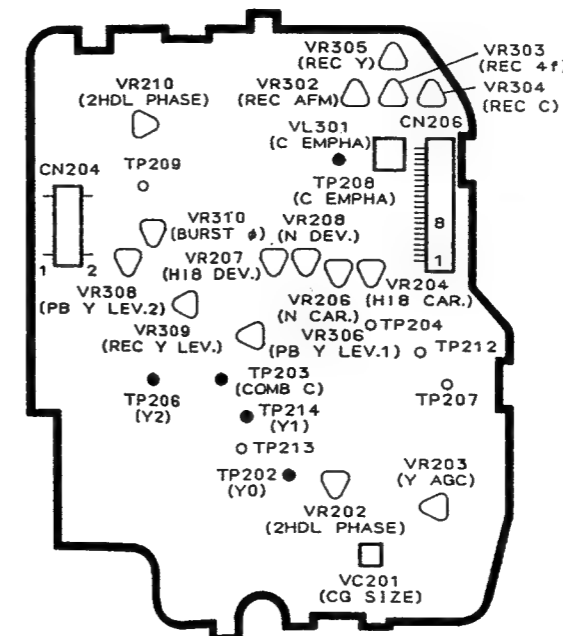 VR305
(REC Y)
VR303
(REC 4f)
VR302
(REC AFM)
VR304
(REC C)
VR210
(2HDL PHASE)
CN206
VL301
(C EMPHA)
TP208
(C EMPHA)
CN204
TP209
1 2
8
1
VR310
(BURST ø)
VR208
(N DEV.)
VR207
(HI8 DEV.)
VR308
(PB Y LEV.2)
VR206
(N CAR.)
VR204
(HI8 CAR.)
VR309
(REC Y LEV.)
VR306
(PB Y LEV.1)
TP204
TP212
TP203
(COMB C)
TP206
(Y2)
TP207
TP214
(Y1)
TP213
TP202
(Y0)
VR203
(Y AGC)
VR202
(2HDL PHASE)
VC201
(CG SIZE)